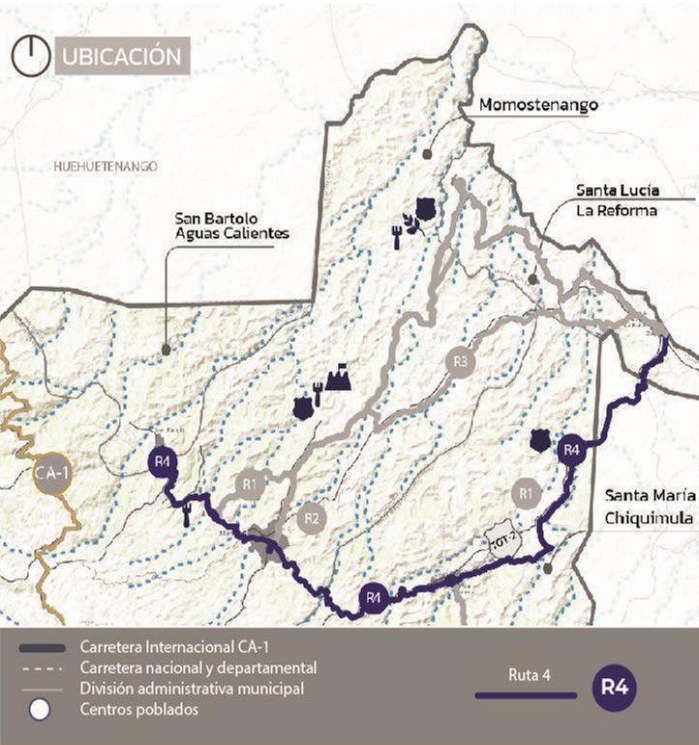 UBICACIÓN
Momostenango
HUEHUETENANGO
Santa Lucía
La Reforma
San Bartolo
Aguas Calientes
R3
R4
R4
CA-1
R1
R1
R2
Santa María
Chiquimula
TOT-2
R4
Carretera Internacional CA-1
Carretera nacional y departamental
División administrativa municipal
Centros poblados
Ruta 4
R4